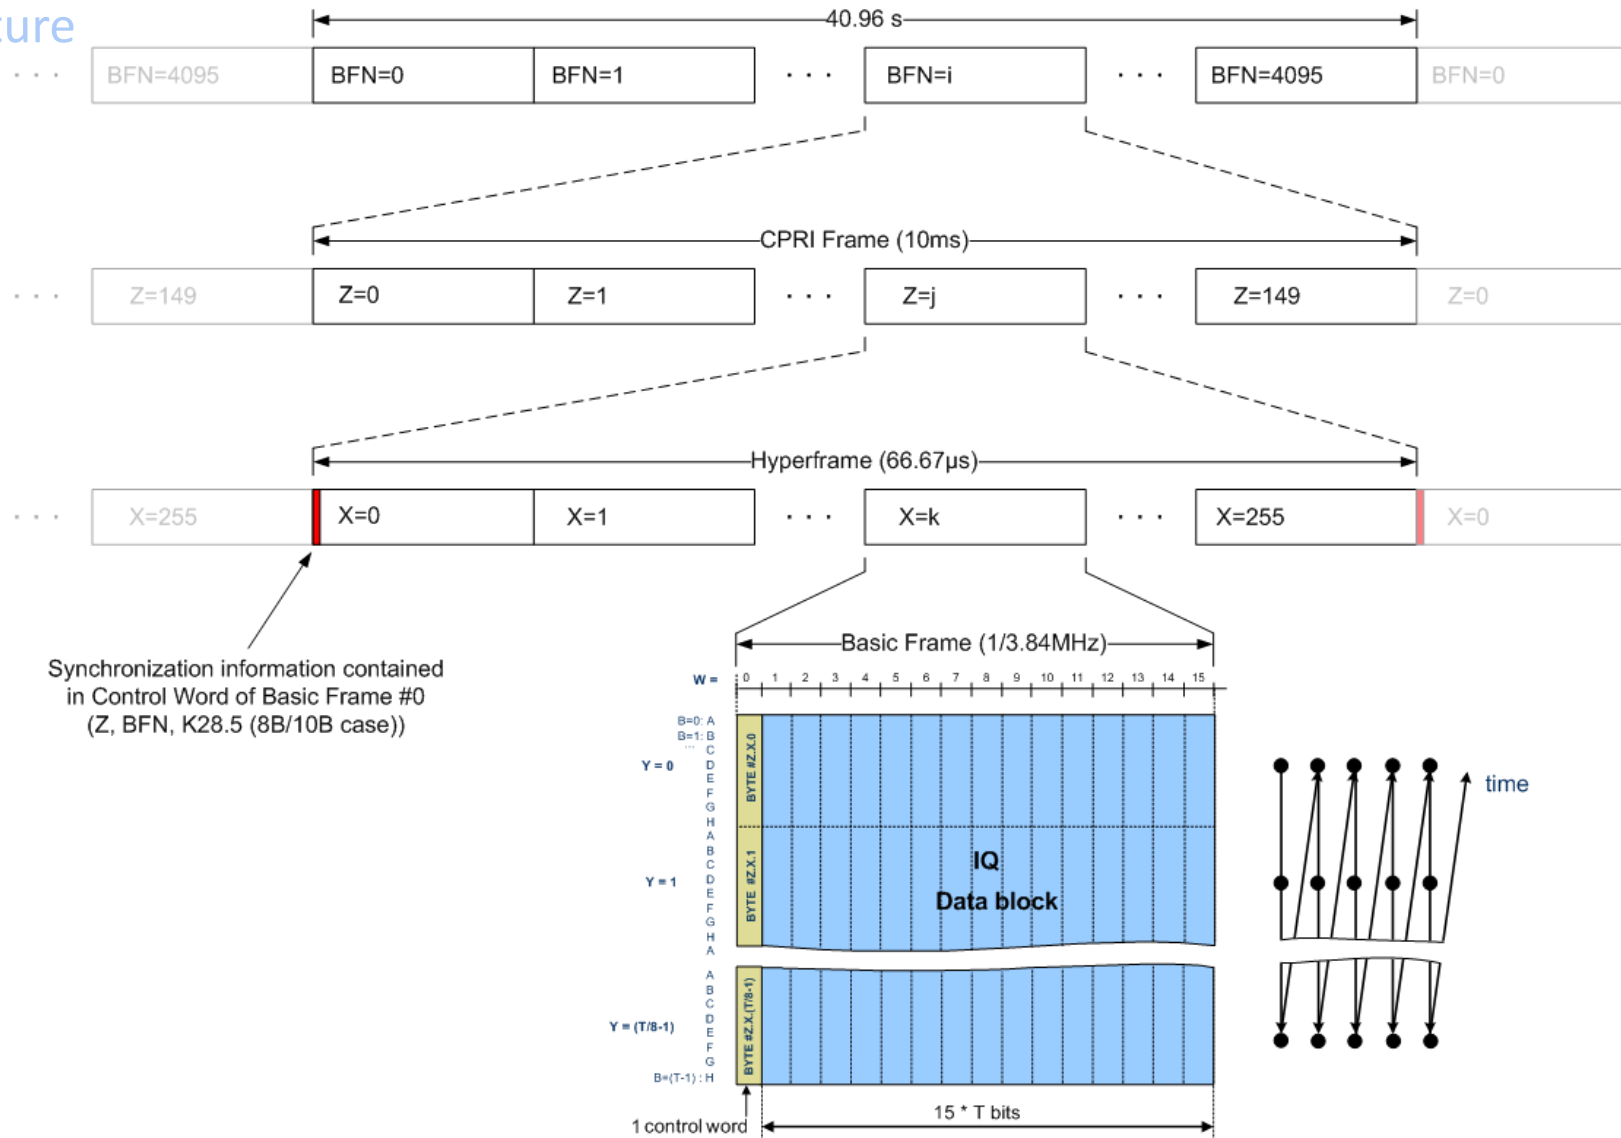 40.96 s
BFN=4095 BFN=0 BFN=1 . . . BFN=i . . . BFN=4095 BFN=0
CPRI Frame (10ms)
Z=149 Z=0 Z=1 . . . Z=j . . . Z=149 Z=0
Hyperframe (66.67µs)
X=255 X=0 X=1 . . . X=k . . . X=255 X=0
Synchronization information contained
in Control Word of Basic Frame #0
(Z, BFN, K28.5 (8B/10B case))
Basic Frame (1/3.84MHz)
W = 0 1 2 3 4 5 6 7 8 9 10 11 12 13 14 15
B=0: A
B=1: B
... C
Y = 0 D
E
F
G
H
BYTE #Z.X.0
A
B
C
Y = 1 D
E
F
G
H
A
BYTE #Z.X.1
IQ
Data block
A
B
C
D
Y = (T/8-1) E
F
G
B=(T-1) : H
BYTE #Z.X.(T/8-1)
1 control word
15 * T bits
time